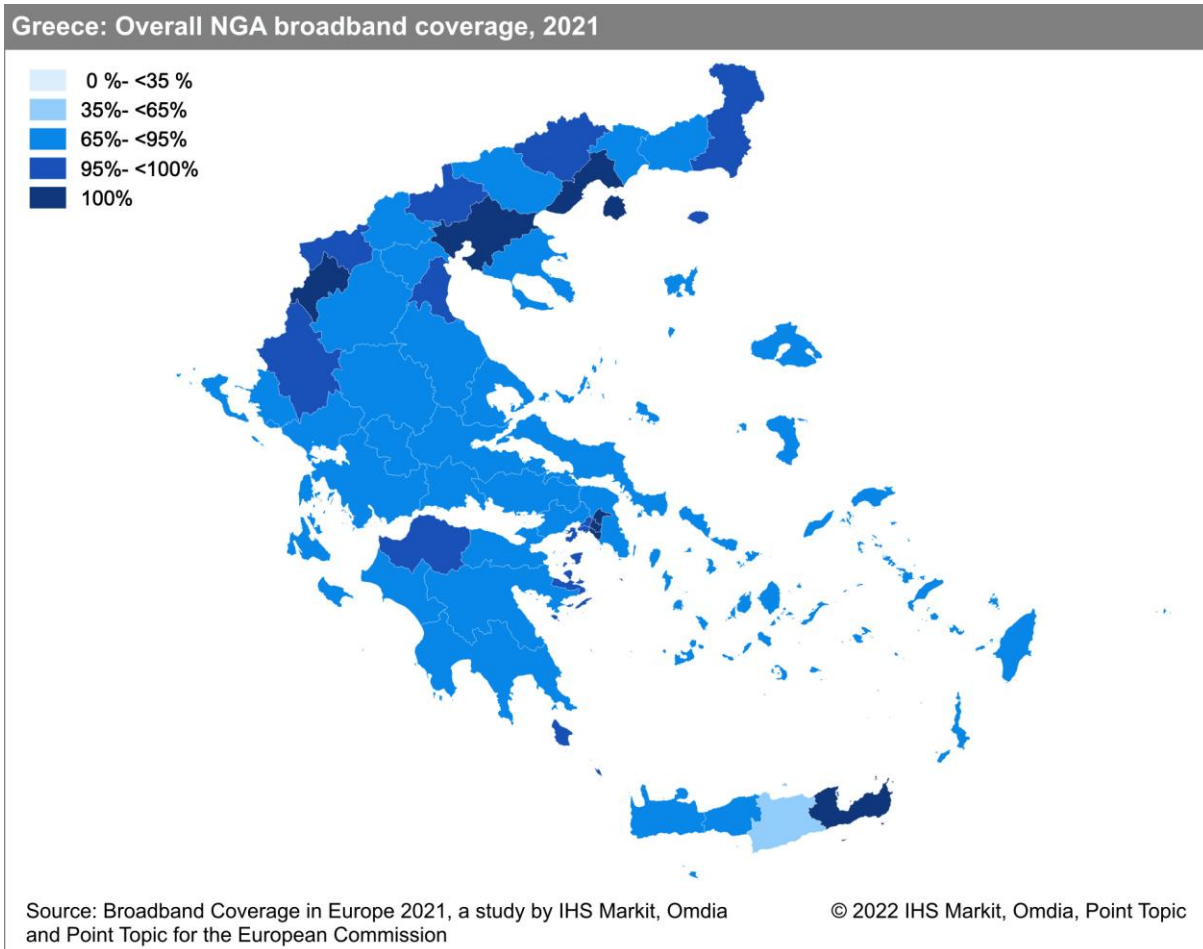 Greece: Overall NGA broadband coverage, 2021
0 %- <35 %
35%- <65%
65%- <95%
95%- <100%
100%
Source: Broadband Coverage in Europe 2021, a study by IHS Markit, Omdia
and Point Topic for the European Commission
© 2022 IHS Markit, Omdia, Point Topic